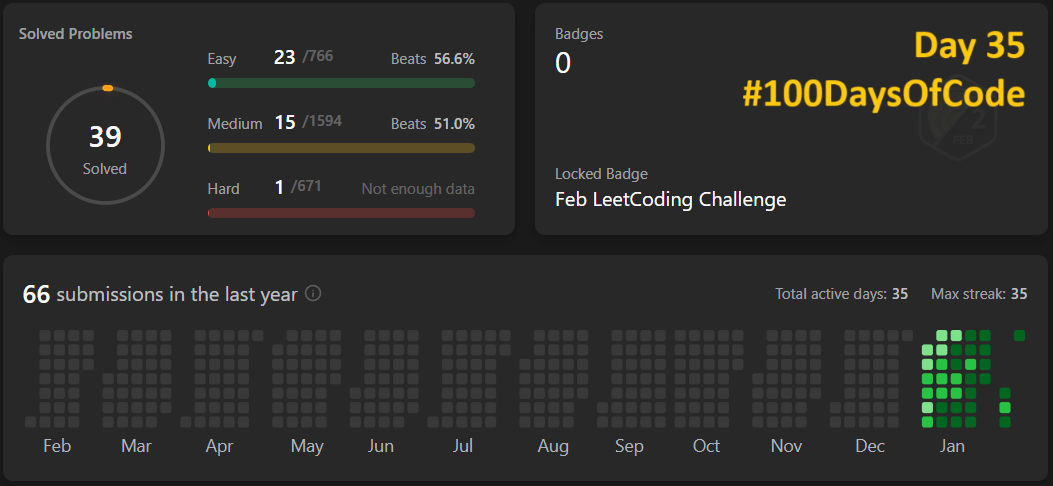 Solved Problems
39
Solved
Easy 23 /766 Beats 56.6%
Medium 15 /1594 Beats 51.0%
Hard 1 /671 Not enough data
Badges
0
Day 35
#100DaysOfCode
2
FEB
Locked Badge
Feb LeetCoding Challenge
66 submissions in the last year
Total active days: 35 Max streak: 35
Feb Mar Apr May Jun Jul Aug Sep Oct Nov Dec Jan